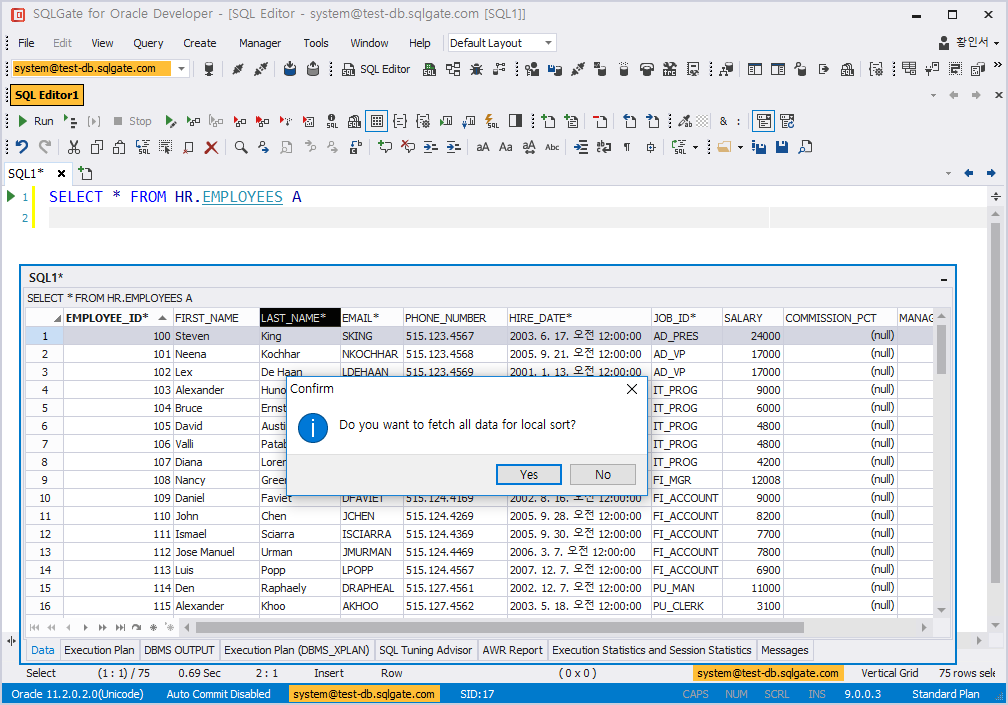 SQLGate for Oracle Developer - [SQL Editor - system@test-db.sqlgate.com [SQL1]]
File Edit View Query Create Manager Tools Window Help Default Layout 황인서
system@test-db.sqlgate.com SQL Editor
SQL Editor1
Run Stop
SQL1*
1 SELECT * FROM HR.EMPLOYEES A
2
SQL1*
SELECT * FROM HR.EMPLOYEES A
EMPLOYEE_ID* FIRST_NAME LAST_NAME* EMAIL* PHONE_NUMBER HIRE_DATE* JOB_ID* SALARY COMMISSION_PCT MANAG
1 100 Steven King SKING 515.123.4567 2003. 6. 17. 오전 12:00:00 AD_PRES 24000 (null)
2 101 Neena Kochhar NKOCHHAR 515.123.4568 2005. 9. 21. 오전 12:00:00 AD_VP 17000 (null)
3 102 Lex De Haan LDEHAAN 515.123.4569 2001. 1. 13. 오전 12:00:00 AD_VP 17000 (null)
4 103 Alexander Huno IT_PROG 9000 (null)
5 104 Bruce Ernst IT_PROG 6000 (null)
6 105 David Austi IT_PROG 4800 (null)
7 106 Valli Patab IT_PROG 4800 (null)
8 107 Diana Loren IT_PROG 4200 (null)
9 108 Nancy Green FI_MGR 12008 (null)
10 109 Daniel Faviet DFAVIET 515.124.4169 2002. 8. 16. 오전 12:00:00 FI_ACCOUNT 9000 (null)
11 110 John Chen JCHEN 515.124.4269 2005. 9. 28. 오전 12:00:00 FI_ACCOUNT 8200 (null)
12 111 Ismael Sciarra ISCIARRA 515.124.4369 2005. 9. 30. 오전 12:00:00 FI_ACCOUNT 7700 (null)
13 112 Jose Manuel Urman JMURMAN 515.124.4469 2006. 3. 7. 오전 12:00:00 FI_ACCOUNT 7800 (null)
14 113 Luis Popp LPOPP 515.124.4567 2007. 12. 7. 오전 12:00:00 FI_ACCOUNT 6900 (null)
15 114 Den Raphaely DRAPHEAL 515.127.4561 2002. 12. 7. 오전 12:00:00 PU_MAN 11000 (null)
16 115 Alexander Khoo AKHOO 515.127.4562 2003. 5. 18. 오전 12:00:00 PU_CLERK 3100 (null)
Confirm
Do you want to fetch all data for local sort?
Yes No
Data Execution Plan DBMS OUTPUT Execution Plan (DBMS_XPLAN) SQL Tuning Advisor AWR Report Execution Statistics and Session Statistics Messages
Select (1 : 1) / 75 0.69 Sec 2 : 1 Insert Row ( 0 x 0 ) system@test-db.sqlgate.com Vertical Grid 75 rows sele
Oracle 11.2.0.2.0(Unicode) Auto Commit Disabled system@test-db.sqlgate.com SID:17 CAPS NUM SCRL INS 9.0.0.3 Standard Plan